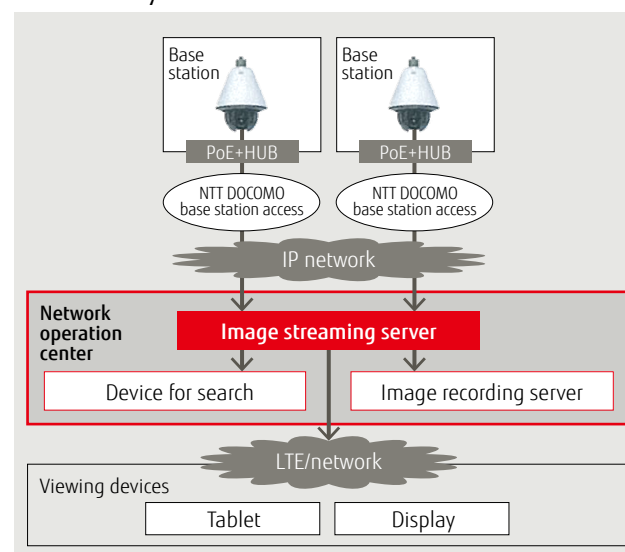 Base
station
Base
station
PoE+HUB
PoE+HUB
NTT DOCOMO
base station access
NTT DOCOMO
base station access
IP network
Network
operation
center
Image streaming server
Device for search
Image recording server
LTE/network
Viewing devices
Tablet
Display